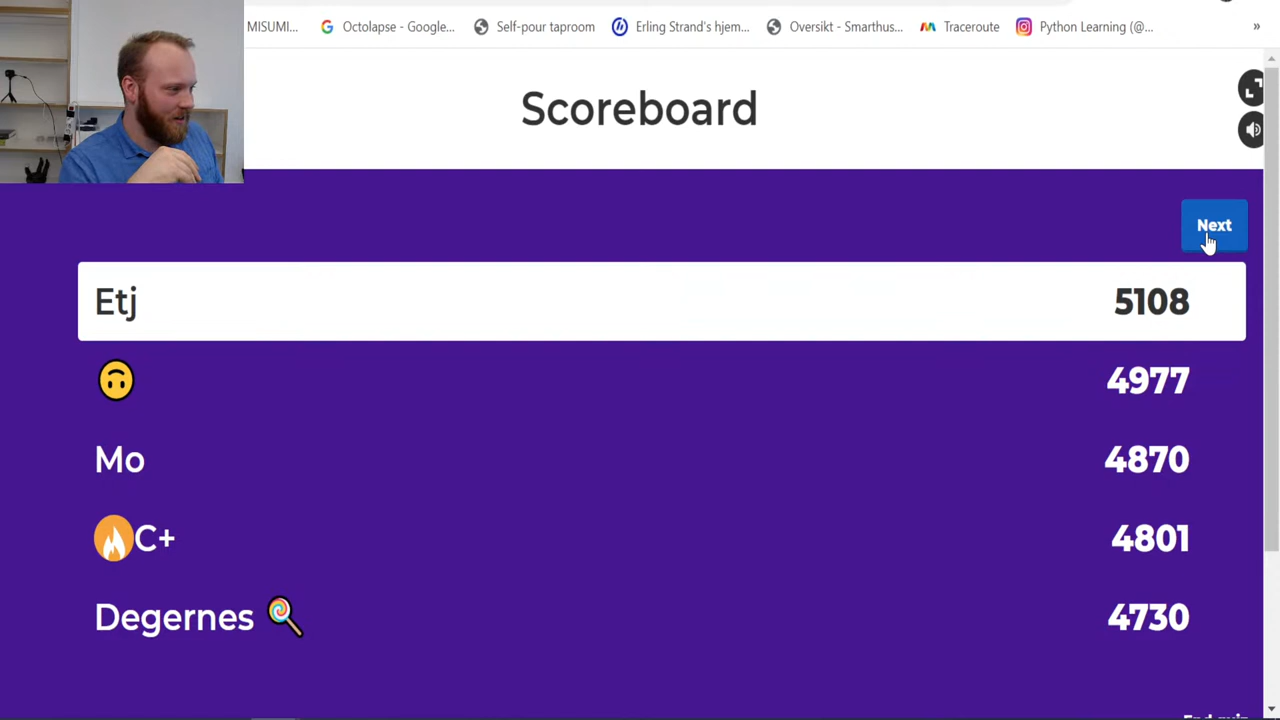 MISUMI...
Octolapse - Google...
Self-pour taproom
Erling Strand's hjem...
Oversikt - Smarthus...
Traceroute
Python Learning (@...
»
Scoreboard
Next
Etj 5108
🙃 4977
Mo 4870
C+ 4801
Degernes 🍭 4730